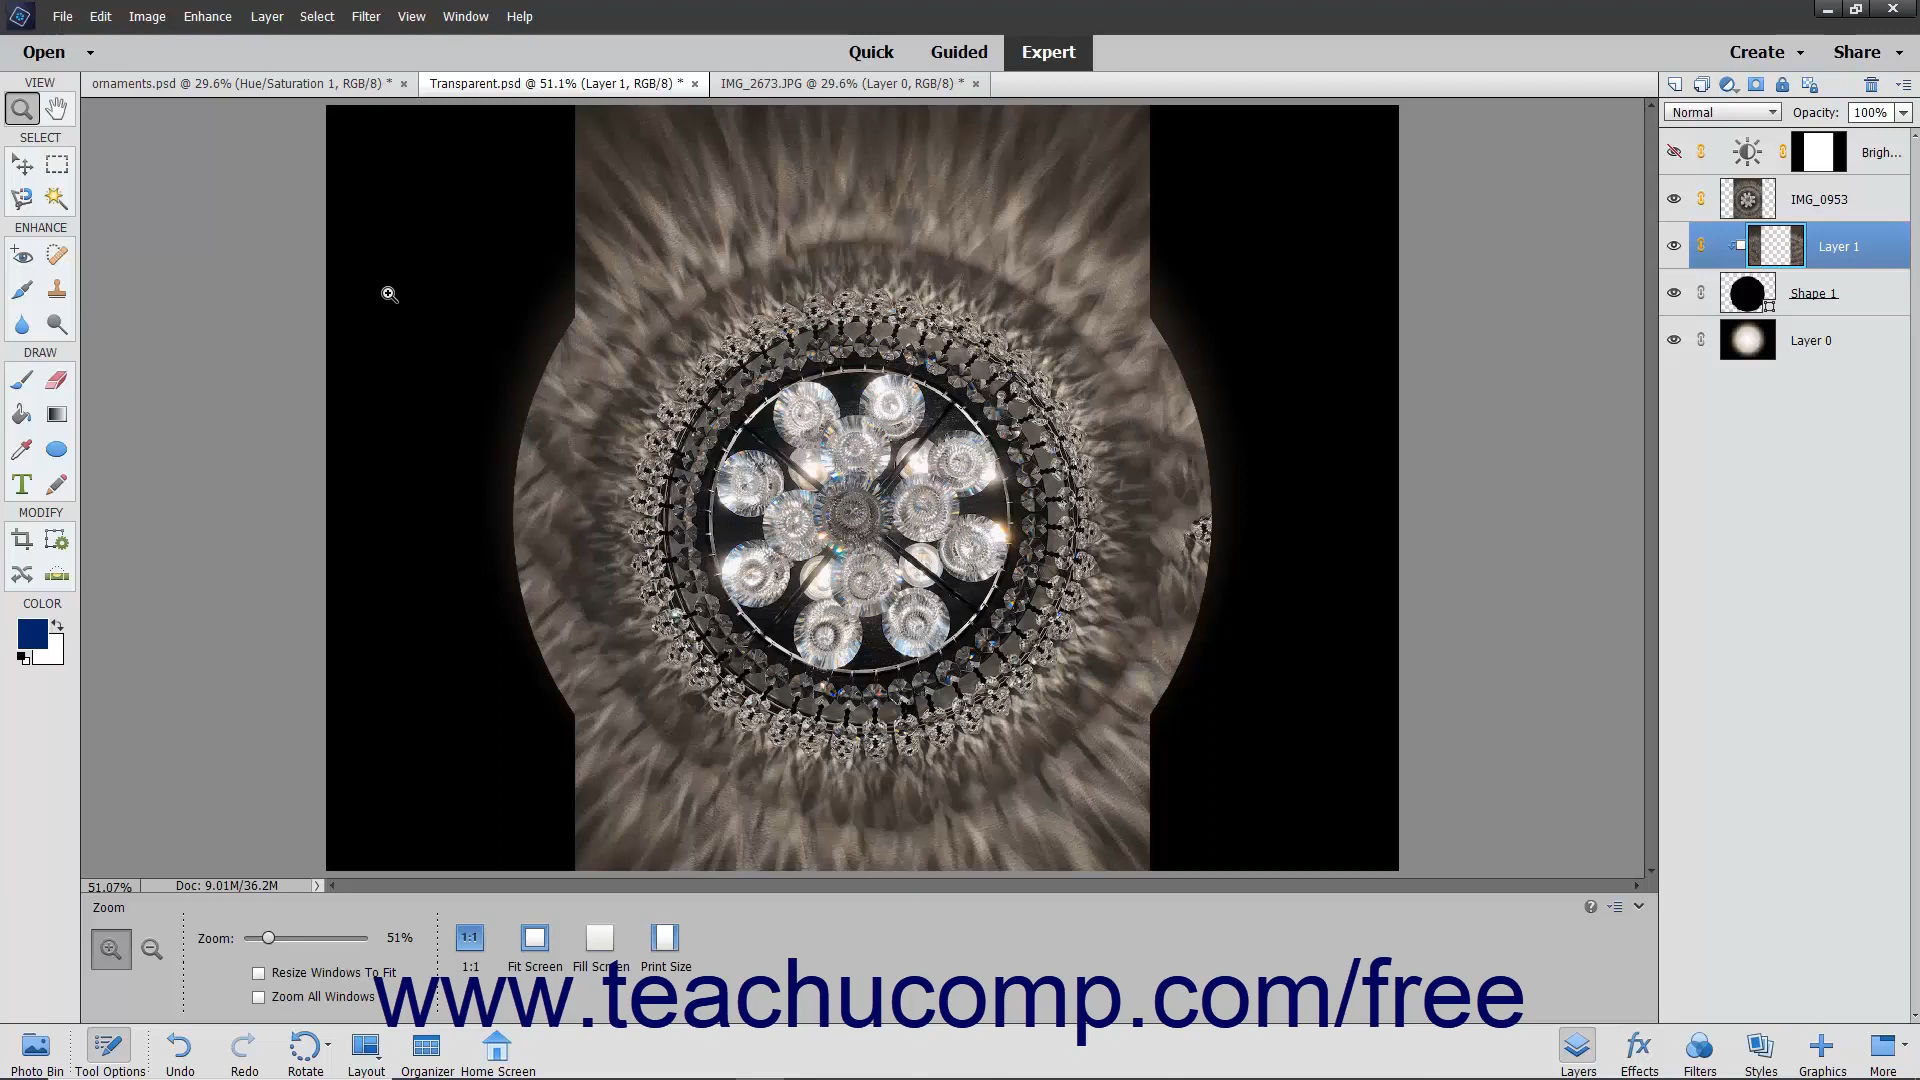 File Edit Image Enhance Layer Select Filter View Window Help
Open Quick Guided Expert Create Share
VIEW
ornaments.psd @ 29.6% (Hue/Saturation 1, RGB/8) * ×
Transparent.psd @ 51.1% (Layer 1, RGB/8) * ×
IMG_2673.JPG @ 29.6% (Layer 0, RGB/8) * ×
Normal Opacity: 100%
SELECT
Brigh...
IMG_0953
ENHANCE
Layer 1
Shape 1
Layer 0
DRAW
T
MODIFY
COLOR
51.07% Doc: 9.01M/36.2M
Zoom
Zoom: 51%
1:1
1:1 Fit Screen Fill Screen Print Size
Resize Windows To Fit
Zoom All Windows
www.teachucomp.com/free
fx
Photo Bin Tool Options Undo Redo Rotate Layout Organizer Home Screen Layers Effects Filters Styles Graphics More